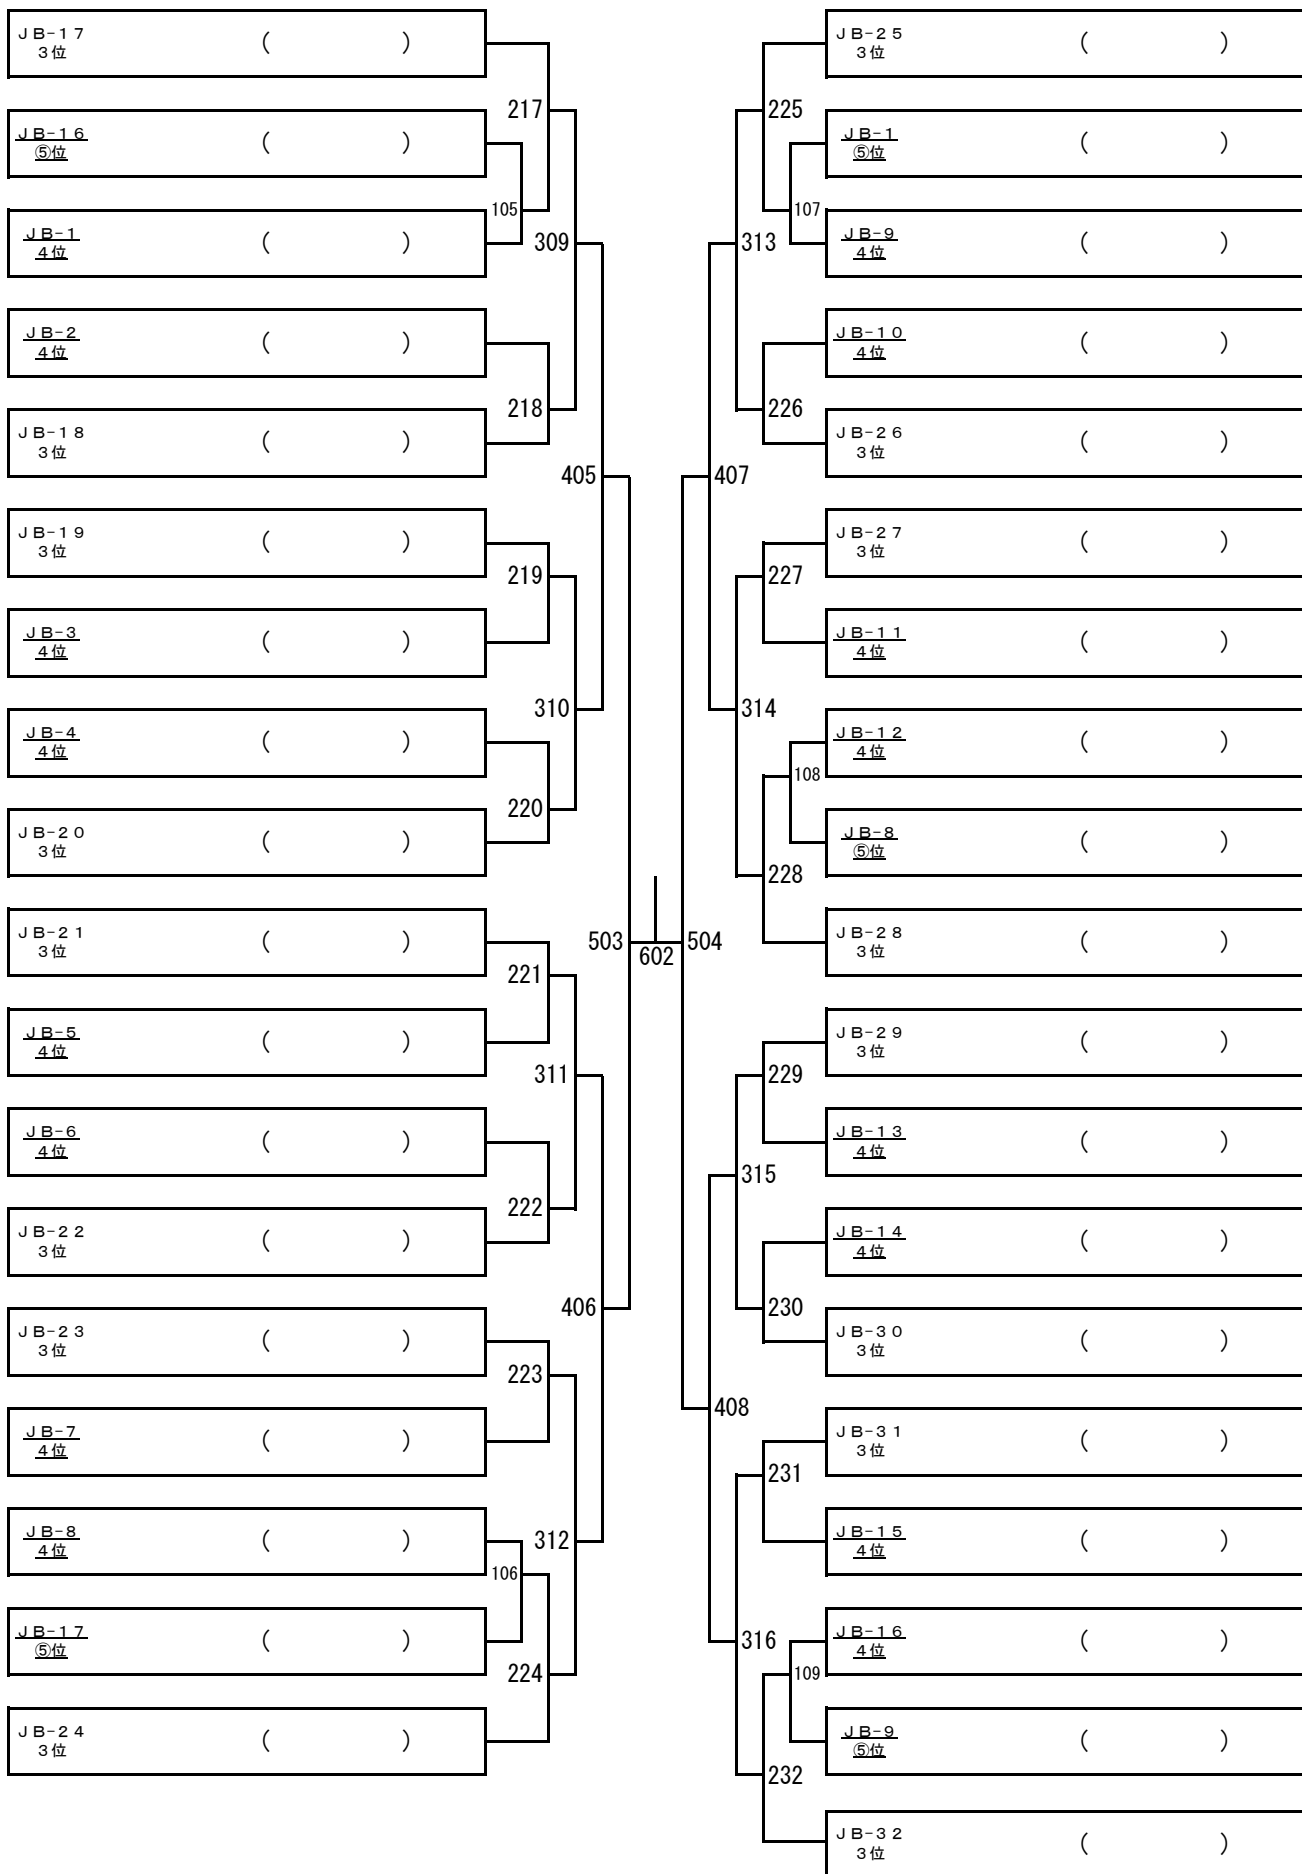 ＪＢ-１７
３位
(　　　　)
217
ＪＢ-１６
⑤位
(　　　　)
105
ＪＢ-１
４位
(　　　　)
309
ＪＢ-２
４位
(　　　　)
218
ＪＢ-１８
３位
(　　　　)
405
ＪＢ-１９
３位
(　　　　)
219
ＪＢ-３
４位
(　　　　)
310
ＪＢ-４
４位
(　　　　)
220
ＪＢ-２０
３位
(　　　　)
503
ＪＢ-２１
３位
(　　　　)
221
ＪＢ-５
４位
(　　　　)
311
ＪＢ-６
４位
(　　　　)
222
ＪＢ-２２
３位
(　　　　)
406
ＪＢ-２３
３位
(　　　　)
223
ＪＢ-７
４位
(　　　　)
312
ＪＢ-８
４位
(　　　　)
106
ＪＢ-１７
⑤位
(　　　　)
224
ＪＢ-２４
３位
(　　　　)
602
ＪＢ-２５
３位
(　　　　)
225
ＪＢ-１
⑤位
(　　　　)
107
ＪＢ-９
４位
(　　　　)
313
ＪＢ-１０
４位
(　　　　)
226
ＪＢ-２６
３位
(　　　　)
407
ＪＢ-２７
３位
(　　　　)
227
ＪＢ-１１
４位
(　　　　)
314
ＪＢ-１２
４位
(　　　　)
108
ＪＢ-８
⑤位
(　　　　)
228
ＪＢ-２８
３位
(　　　　)
504
ＪＢ-２９
３位
(　　　　)
229
ＪＢ-１３
４位
(　　　　)
315
ＪＢ-１４
４位
(　　　　)
230
ＪＢ-３０
３位
(　　　　)
408
ＪＢ-３１
３位
(　　　　)
231
ＪＢ-１５
４位
(　　　　)
316
ＪＢ-１６
４位
(　　　　)
109
ＪＢ-９
⑤位
(　　　　)
232
ＪＢ-３２
３位
(　　　　)